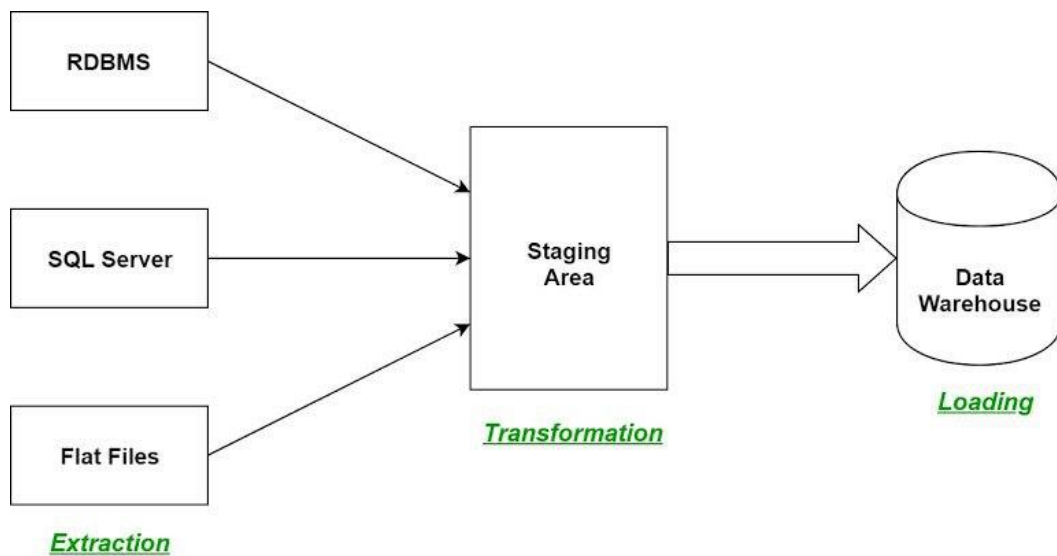 RDBMS
SQL Server
Flat Files
Extraction
Staging
Area
Transformation
Data
Warehouse
Loading